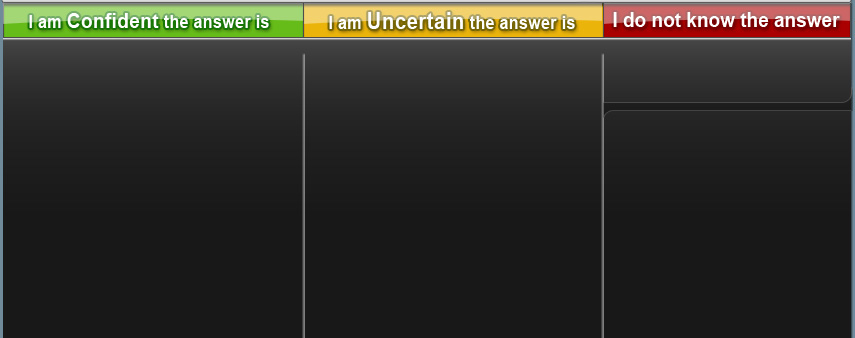 I am Confident the answer is
I am Uncertain the answer is
I do not know the answer